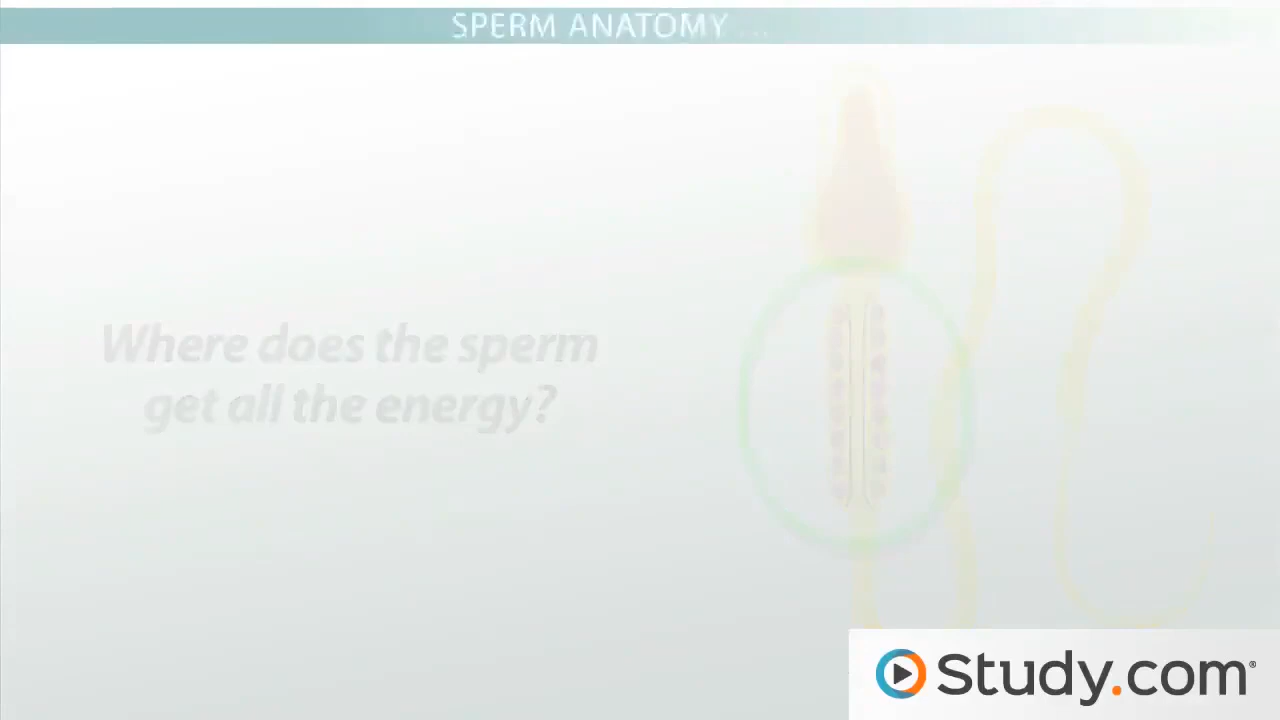 SPERM ANATOMY ...
Where does the sperm
get all the energy?
Study.com®